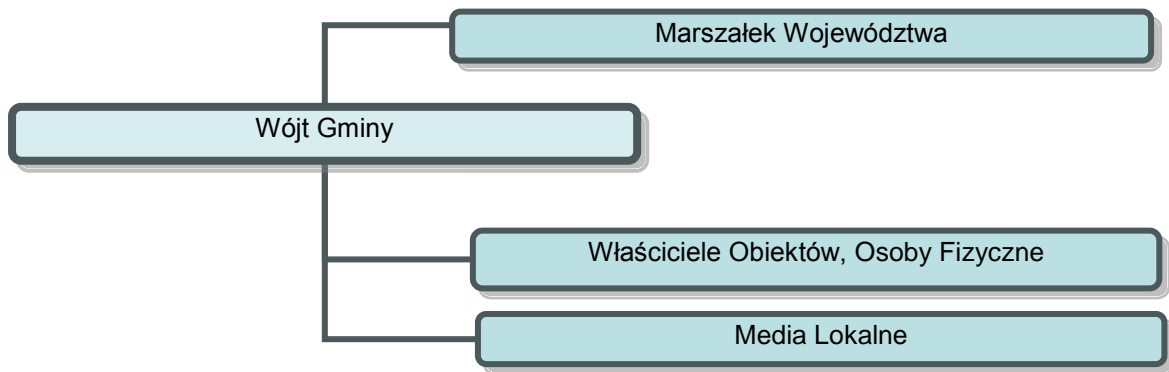 Marszałek Województwa
Wójt Gminy
Właściciele Obiektów, Osoby Fizyczne
Media Lokalne